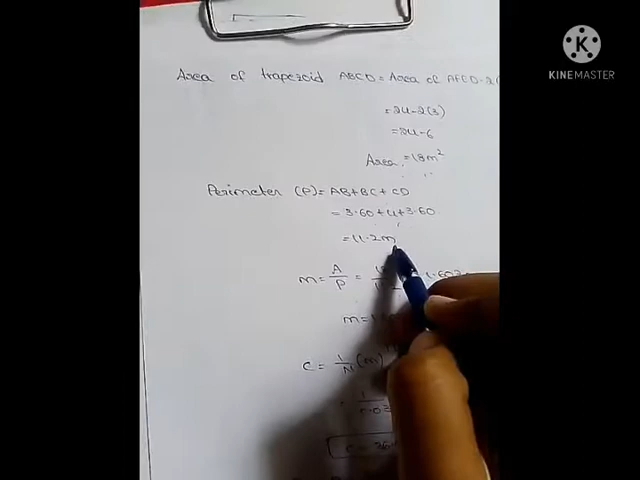 KINEMASTER
Area of trapezoid ABCD = Area of AFED - 2(
= 24-2(3)
= 24-6
Area = 18m²
Perimeter (P) = AB+BC+CD
= 3.60+4+3.60
= 11.2m
m = A/P =
m =
c = 1/N (m)